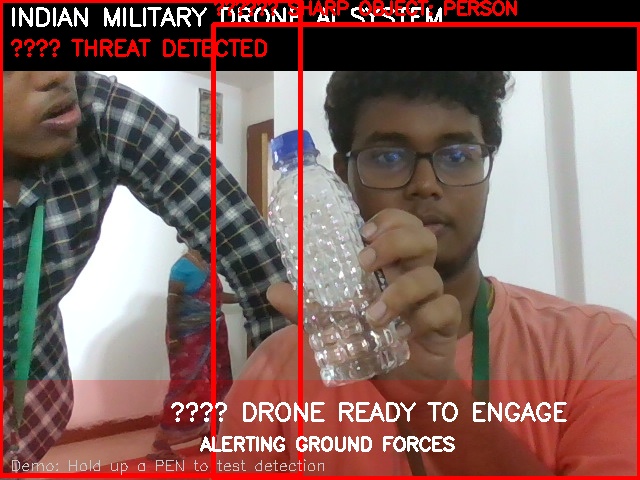 ?????? SHARP OBJECT, PERSON
INDIAN MILITARY DRONE AI SYSTEM
???? THREAT DETECTED
???? DRONE READY TO ENGAGE
ALERTING GROUND FORCES
Demo: Hold up a PEN to test detection